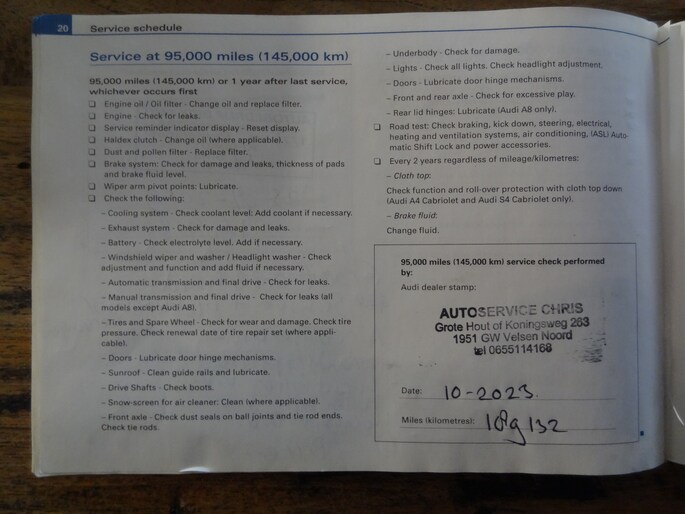 20
Service schedule
Service at 95,000 miles (145,000 km)
95,000 miles (145,000 km) or 1 year after last service,
whichever occurs first
❑ Engine oil / Oil filter - Change oil and replace filter.
❑ Engine - Check for leaks.
❑ Service reminder indicator display - Reset display.
❑ Haldex clutch - Change oil (where applicable).
❑ Dust and pollen filter - Replace filter.
❑ Brake system: Check for damage and leaks, thickness of pads
and brake fluid level.
❑ Wiper arm pivot points: Lubricate.
❑ Check the following:
– Cooling system - Check coolant level: Add coolant if necessary.
– Exhaust system - Check for damage and leaks.
– Battery - Check electrolyte level. Add if necessary.
– Windshield wiper and washer / Headlight washer - Check
adjustment and function and add fluid if necessary.
– Automatic transmission and final drive - Check for leaks.
– Manual transmission and final drive - Check for leaks (all
models except Audi A8).
– Tires and Spare Wheel - Check for wear and damage. Check tire
pressure. Check renewal date of tire repair set (where appli-
cable).
– Doors - Lubricate door hinge mechanisms.
– Sunroof - Clean guide rails and lubricate.
– Drive Shafts - Check boots.
– Snow screen for air cleaner: Clean (where applicable).
– Front axle - Check dust seals on ball joints and tie rod ends.
Check tie rods.
– Underbody - Check for damage.
– Lights - Check all lights. Check headlight adjustment.
– Doors - Lubricate door hinge mechanisms.
– Front and rear axle - Check for excessive play.
– Rear lid hinges: Lubricate (Audi A8 only).
❑ Road test: Check braking, kick down, steering, electrical,
heating and ventilation systems, air conditioning, (ASL) Auto-
matic Shift Lock and power accessories.
❑ Every 2 years regardless of mileage/kilometres:
– Cloth top:
Check function and roll-over protection with cloth top down
(Audi A4 Cabriolet and Audi S4 Cabriolet only).
– Brake fluid:
Change fluid.
95,000 miles (145,000 km) service check performed
by:
Audi dealer stamp:
AUTOSERVICE CHRIS
Grote Hout of Koningsweg 263
1951 GW Velsen Noord
tel 0655114168
Date: 10-2023.
Miles (kilometres):